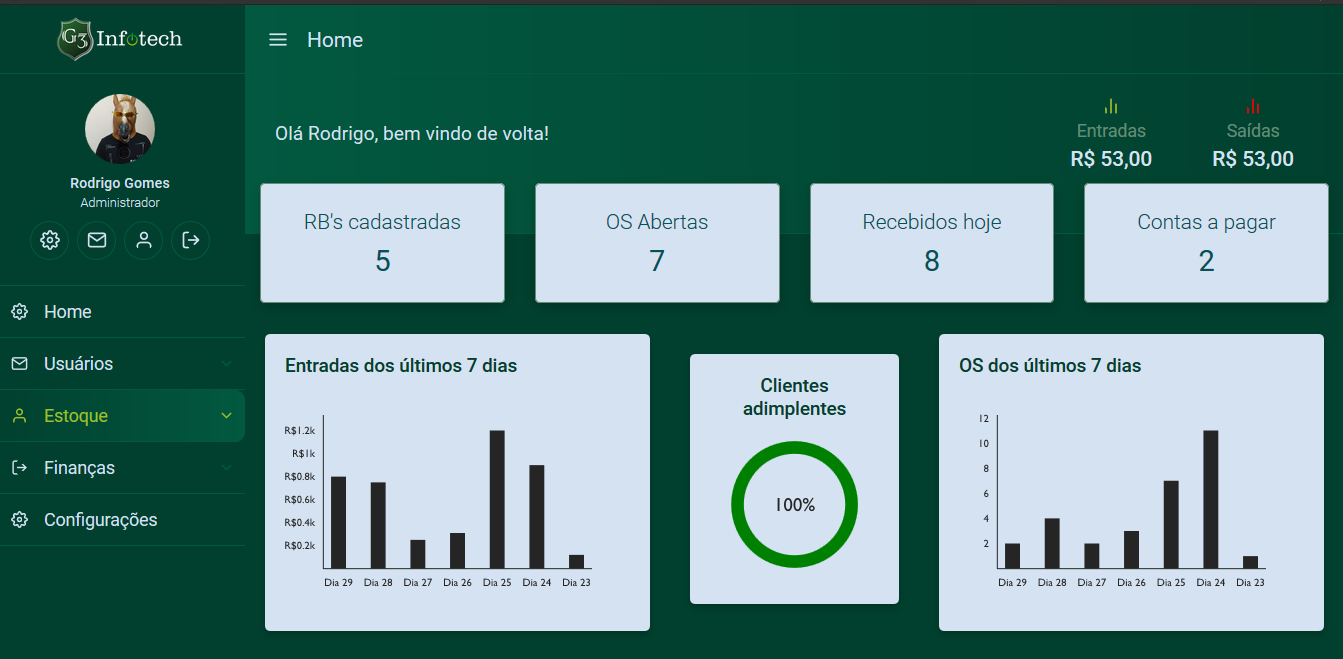 G3 Infotech
Home
Rodrigo Gomes
Administrador
Home
Usuários
Estoque
Finanças
Configurações
Olá Rodrigo, bem vindo de volta!
Entradas
R$ 53,00
Saídas
R$ 53,00
RB's cadastradas
5
OS Abertas
7
Recebidos hoje
8
Contas a pagar
2
Entradas dos últimos 7 dias
R$1.2k
R$1k
R$0.8k
R$0.6k
R$0.4k
R$0.2k
Dia 29 Dia 28 Dia 27 Dia 26 Dia 25 Dia 24 Dia 23
Clientes
adimplentes
100%
OS dos últimos 7 dias
12
10
8
6
4
2
Dia 29 Dia 28 Dia 27 Dia 26 Dia 25 Dia 24 Dia 23